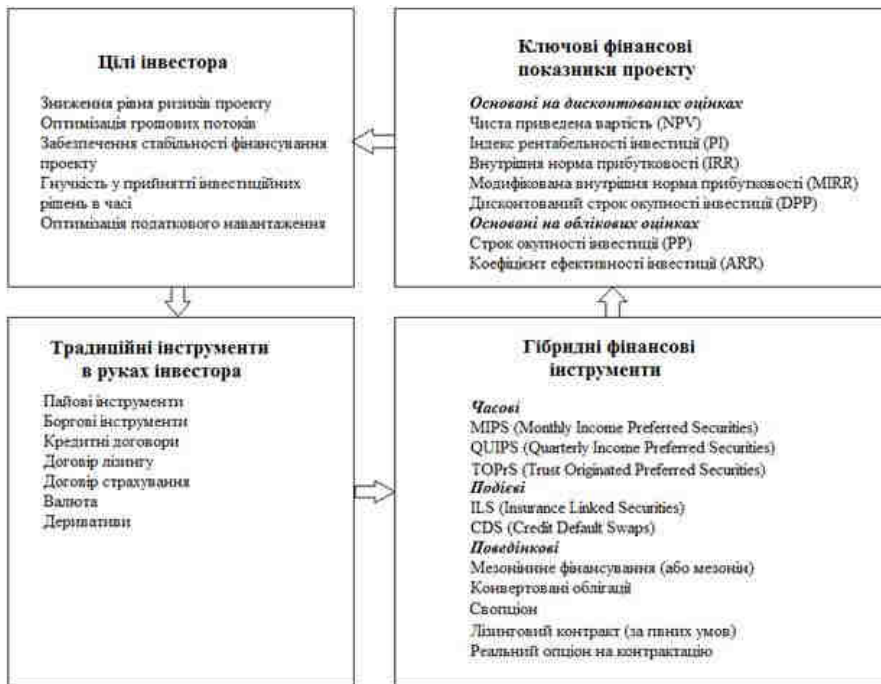 Цілі інвестора
Зниження рівня ризиків проекту
Оптимізація грошових потоків
Забезпечення стабільності фінансування
проекту
Гнучкість у прийнятті інвестиційних
рішень в часі
Оптимізація податкового навантаження
Ключові фінансові
показники проекту
Основані на дисконтованих оцінках
Чиста приведена вартість (NPV)
Індекс рентабельності інвестиції (PI)
Внутрішня норма прибутковості (IRR)
Модифікована внутрішня норма прибутковості (MIRR)
Дисконтований строк окупності інвестиції (DPP)
Основані на облікових оцінках
Строк окупності інвестиції (PP)
Коефіцієнт ефективності інвестиції (ARR)
Традиційні інструменти
в руках інвестора
Пайові інструменти
Боргові інструменти
Кредитні договори
Договір лізингу
Договір страхування
Валюта
Деривативи
Гібридні фінансові
інструменти
Часові
MIPS (Monthly Income Preferred Securities)
QUIPS (Quarterly Income Preferred Securities)
TOPrS (Trust Originated Preferred Securities)
Подієві
ILS (Insurance Linked Securities)
CDS (Credit Default Swaps)
Поведінкові
Мезонінне фінансування (або мезонін)
Конвертовані облігації
Свопціон
Лізинговий контракт (за півних умов)
Реальний опціон на контрактацію